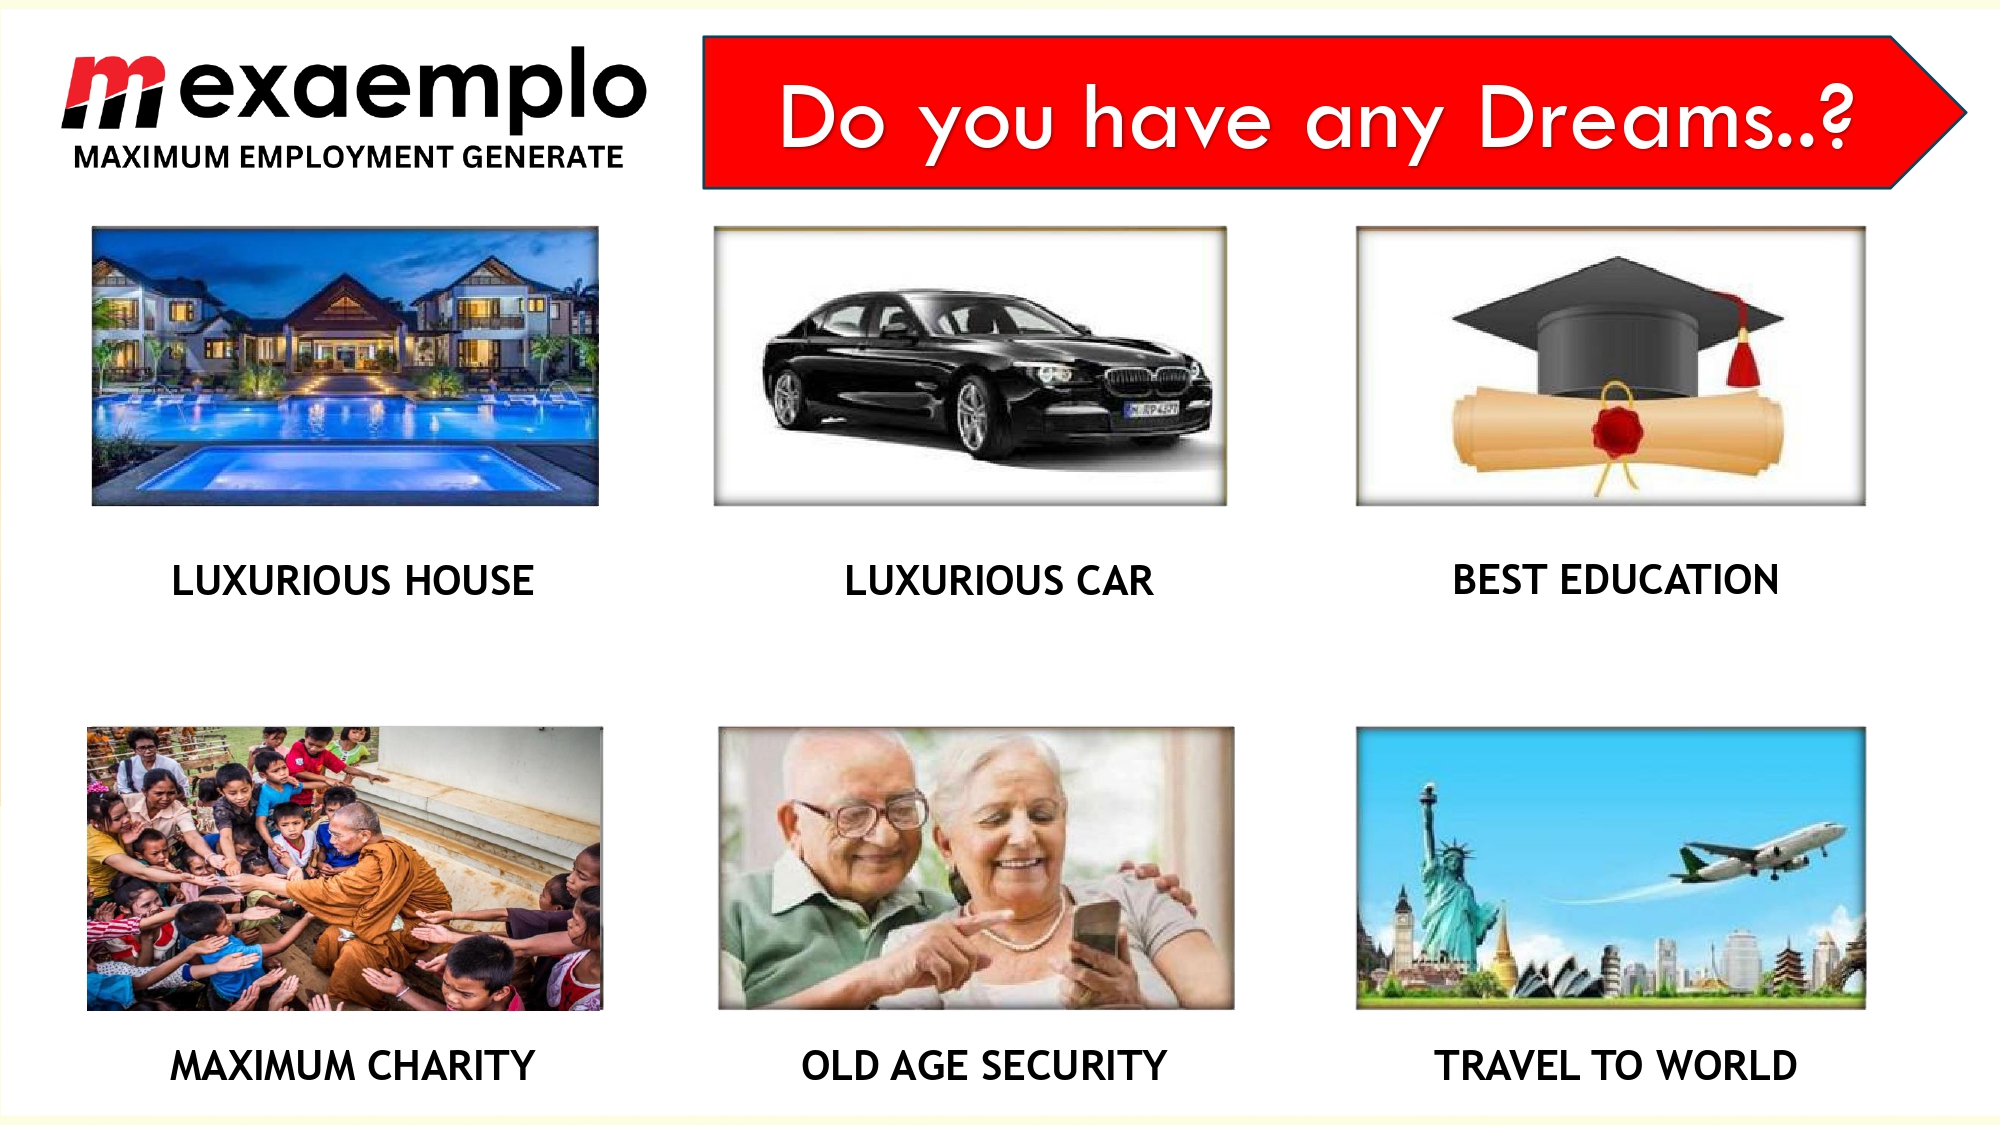 mexaemplo
MAXIMUM EMPLOYMENT GENERATE
Do you have any Dreams..?
LUXURIOUS HOUSE
LUXURIOUS CAR
BEST EDUCATION
MAXIMUM CHARITY
OLD AGE SECURITY
TRAVEL TO WORLD